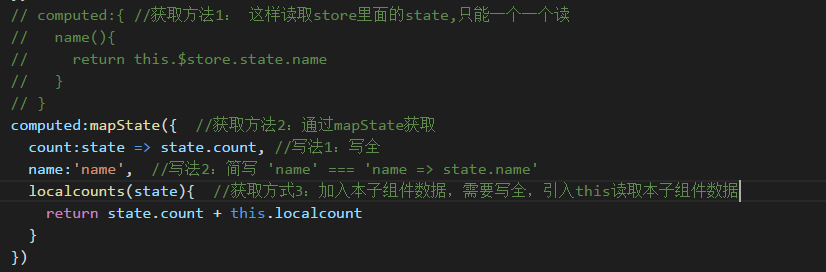 // computed:{ //获取方法1： 这样读取store里面的state,只能一个一个读
//   name(){
//     return this.$store.state.name
//   }
// }
computed:mapState({  //获取方法2：通过mapState获取
  count:state => state.count, //写法1：写全
  name:'name',  //写法2：简写 'name' === 'name => state.name'
  localcounts(state){  //获取方式3：加入本子组件数据，需要写全，引入this读取本子组件数据
    return state.count + this.localcount
  }
})